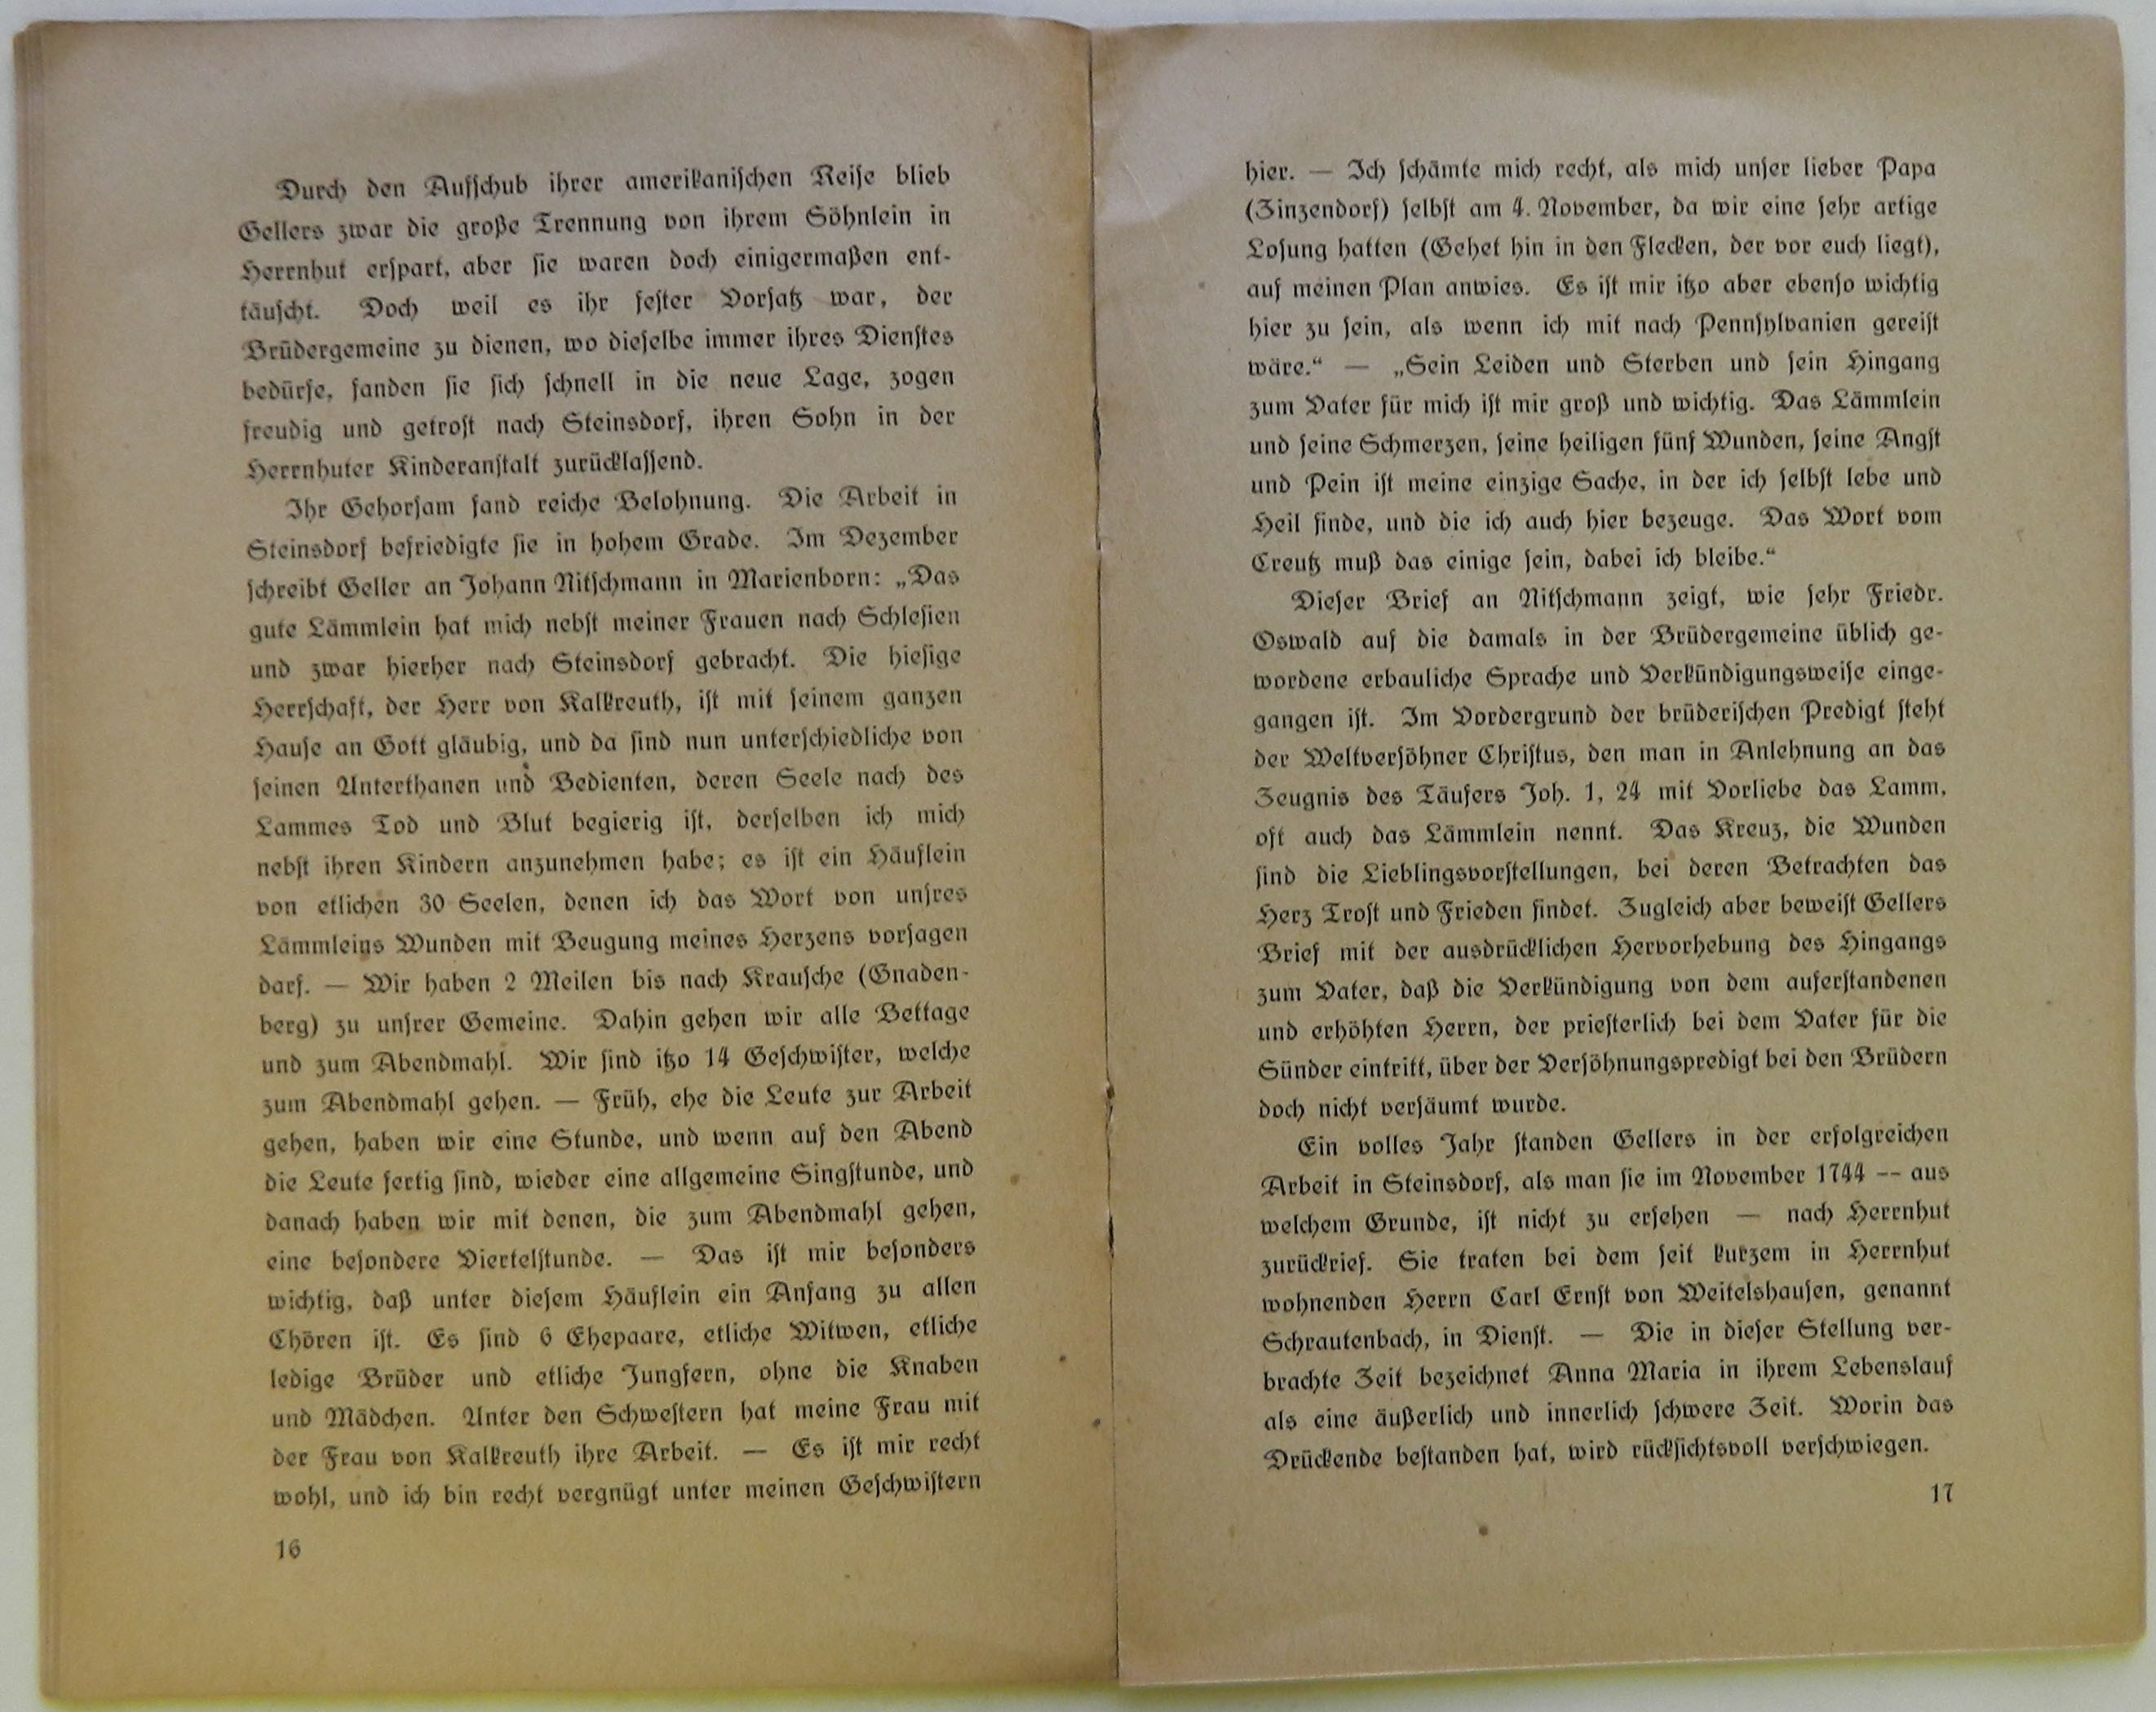 Durch den Aufschub ihrer amerikanischen Reise blieb
Gellers zwar die große Trennung von ihrem Söhnlein in
Herrnhut erspart, aber sie waren doch einigermaßen ent-
täuscht. Doch weil es ihr fester Vorsatz war, der
Brüdergemeine zu dienen, wo dieselbe immer ihres Dienstes
bedürfe, fanden sie sich schnell in die neue Lage, zogen
freudig und getrost nach Steinsdorf, ihren Sohn in der
Herrnhuter Kinderanstalt zurücklassend.
Ihr Gehorsam fand reiche Belohnung. Die Arbeit in
Steinsdorf befriedigte sie in hohem Grade. Im Dezember
schreibt Geller an Johann Nitschmann in Marienborn: „Das
gute Lämmlein hat mich nebst meiner Frauen nach Schlesien
und zwar hierher nach Steinsdorf gebracht. Die hiesige
Herrschaft, der Herr von Kalkreuth, ist mit seinem ganzen
Hause an Gott gläubig, und da sind nun unterschiedliche von
seinen Unterthanen und Bedienten, deren Seele nach des
Lammes Tod und Blut begierig ist, derselben ich mich
nebst ihren Kindern anzunehmen habe; es ist ein Häuflein
von etlichen 30 Seelen, denen ich das Wort von unsres
Lämmleins Wunden mit Beugung meines Herzens vorsagen
darf. — Wir haben 2 Meilen bis nach Krausche (Gnaden-
berg) zu unsrer Gemeine. Dahin gehen wir alle Bettage
und zum Abendmahl. Wir sind itzo 14 Geschwister, welche
zum Abendmahl gehen. — Früh, ehe die Leute zur Arbeit
gehen, haben wir eine Stunde, und wenn auf den Abend
die Leute fertig sind, wieder eine allgemeine Singstunde, und
danach haben wir mit denen, die zum Abendmahl gehen,
eine besondere Viertelstunde. — Das ist mir besonders
wichtig, daß unter diesem Häuflein ein Anfang zu allen
Chören ist. Es sind 6 Ehepaare, etliche Witwen, etliche
ledige Brüder und etliche Jungfern, ohne die Knaben
und Mädchen. Unter den Schwestern hat meine Frau mit
der Frau von Kalkreuth ihre Arbeit. — Es ist mir recht
wohl, und ich bin recht vergnügt unter meinen Geschwistern
16
hier. — Ich schämte mich recht, als mich unser lieber Papa
(Zinzendorf) selbst am 4. November, da wir eine sehr artige
Losung hatten (Gehet hin in den Flecken, der vor euch liegt),
auf meinen Plan anwies. Es ist mir itzo aber ebenso wichtig
hier zu sein, als wenn ich mit nach Pennsylvanien gereist
wäre.“ — „Sein Leiden und Sterben und sein Hingang
zum Vater für mich ist mir groß und wichtig. Das Lämmlein
und seine Schmerzen, seine heiligen fünf Wunden, seine Angst
und Pein ist meine einzige Sache, in der ich selbst lebe und
Heil finde, und die ich auch hier bezeuge. Das Wort vom
Creutz muß das einige sein, dabei ich bleibe.“
Dieser Brief an Nitschmann zeigt, wie sehr Friedr.
Oswald auf die damals in der Brüdergemeine üblich ge-
wordene erbauliche Sprache und Verkündigungsweise einge-
gangen ist. Im Vordergrund der brüderischen Predigt steht
der Weltversöhner Christus, den man in Anlehnung an das
Zeugnis des Täufers Joh. 1, 24 mit Vorliebe das Lamm,
oft auch das Lämmlein nennt. Das Kreuz, die Wunden
sind die Lieblingsvorstellungen, bei deren Betrachten das
Herz Trost und Frieden findet. Zugleich aber beweist Gellers
Brief mit der ausdrücklichen Hervorhebung des Hingangs
zum Vater, daß die Verkündigung von dem auferstandenen
und erhöhten Herrn, der priesterlich bei dem Vater für die
Sünder eintritt, über der Versöhnungspredigt bei den Brüdern
doch nicht versäumt wurde.
Ein volles Jahr standen Gellers in der erfolgreichen
Arbeit in Steinsdorf, als man sie im November 1744 — aus
welchem Grunde, ist nicht zu ersehen — nach Herrnhut
zurückrief. Sie traten bei dem seit kurzem in Herrnhut
wohnenden Herrn Carl Ernst von Weitelshausen, genannt
Schrautenbach, in Dienst. — Die in dieser Stellung ver-
brachte Zeit bezeichnet Anna Maria in ihrem Lebenslauf
als eine äußerlich und innerlich schwere Zeit. Worin das
Drückende bestanden hat, wird rücksichtsvoll verschwiegen.
17